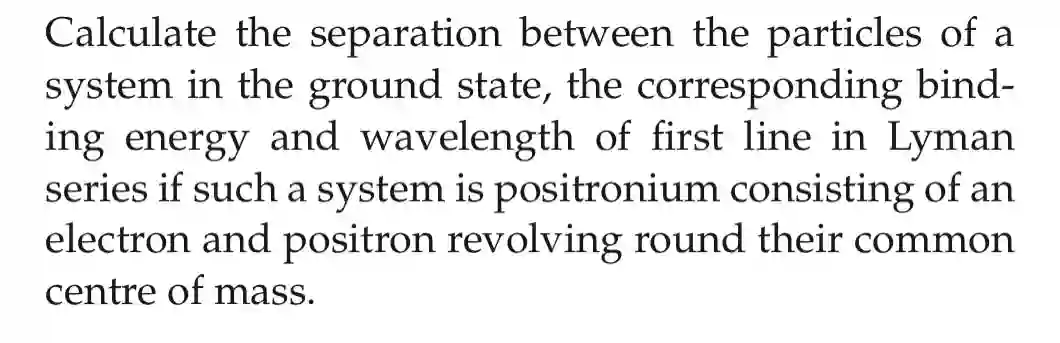 Calculate the separation between the particles of a
system in the ground state, the corresponding bind-
ing energy and wavelength of first line in Lyman
series if such a system is positronium consisting of an
electron and positron revolving round their common
centre of mass.